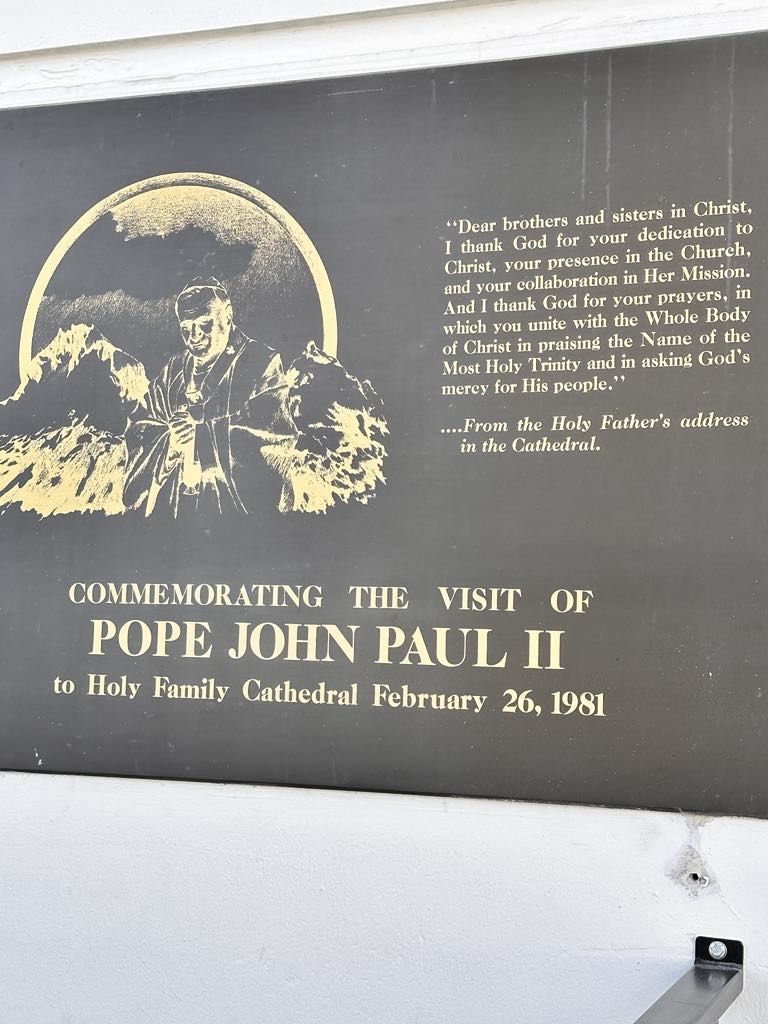 “Dear brothers and sisters in Christ,
I thank God for your dedication to
Christ, your presence in the Church,
and your collaboration in Her Mission.
And I thank God for your prayers, in
which you unite with the Whole Body
of Christ in praising the Name of the
Most Holy Trinity and in asking God’s
mercy for His people.”
....From the Holy Father’s address
in the Cathedral.
COMMEMORATING THE VISIT OF
POPE JOHN PAUL II
to Holy Family Cathedral February 26, 1981